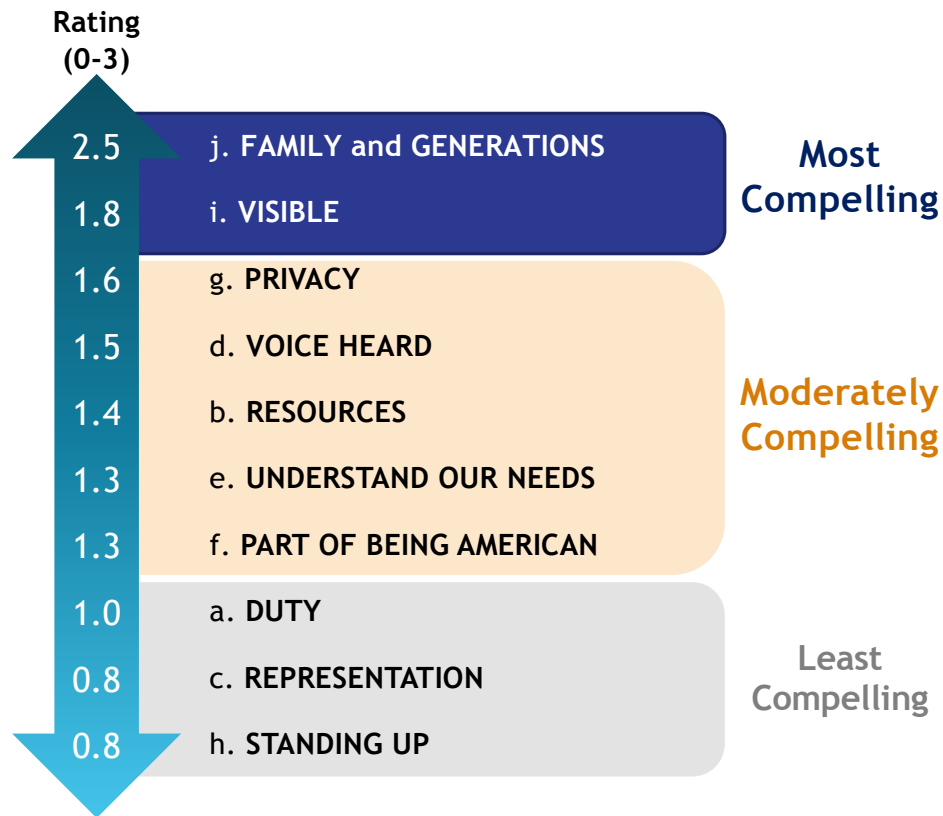 Rating
(0-3)
2.5 j. FAMILY and GENERATIONS
1.8 i. VISIBLE
Most
Compelling
1.6 g. PRIVACY
1.5 d. VOICE HEARD
1.4 b. RESOURCES
1.3 e. UNDERSTAND OUR NEEDS
1.3 f. PART OF BEING AMERICAN
Moderately
Compelling
1.0 a. DUTY
0.8 c. REPRESENTATION
0.8 h. STANDING UP
Least
Compelling